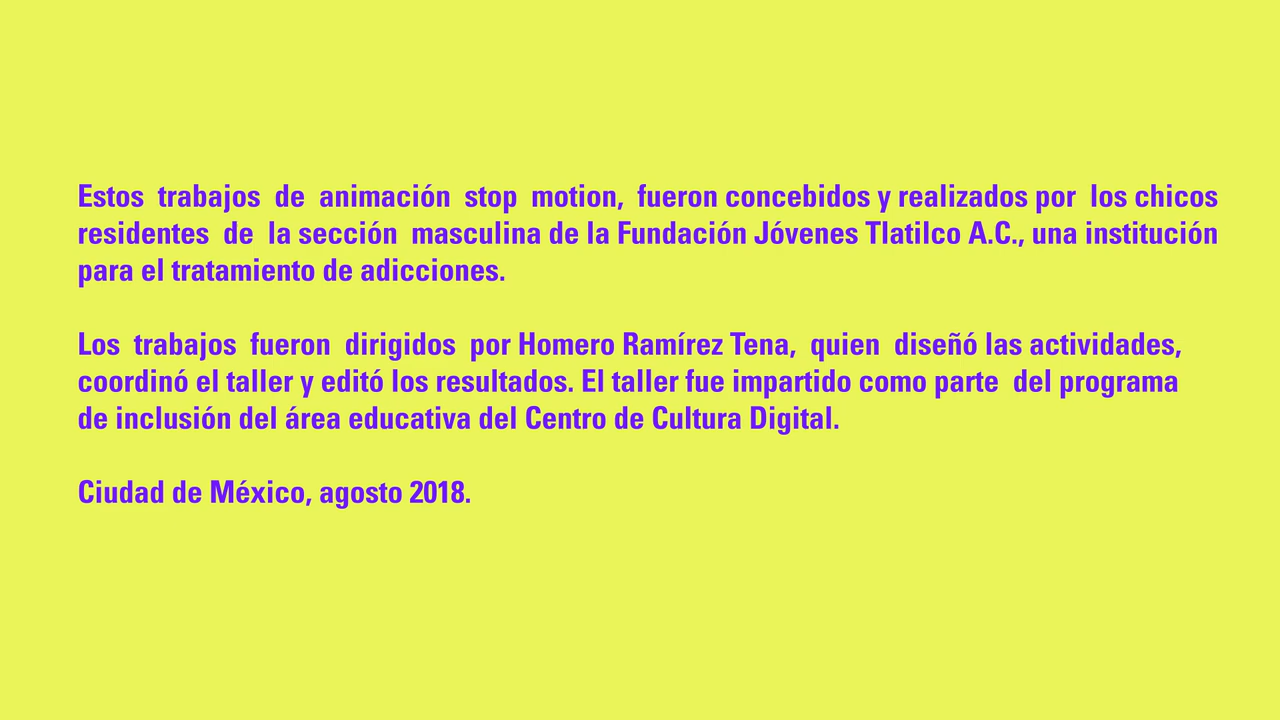 Estos trabajos de animación stop motion, fueron concebidos y realizados por los chicos
residentes de la sección masculina de la Fundación Jóvenes Tlatilco A.C., una institución
para el tratamiento de adicciones.
Los trabajos fueron dirigidos por Homero Ramírez Tena, quien diseñó las actividades,
coordinó el taller y editó los resultados. El taller fue impartido como parte del programa
de inclusión del área educativa del Centro de Cultura Digital.
Ciudad de México, agosto 2018.